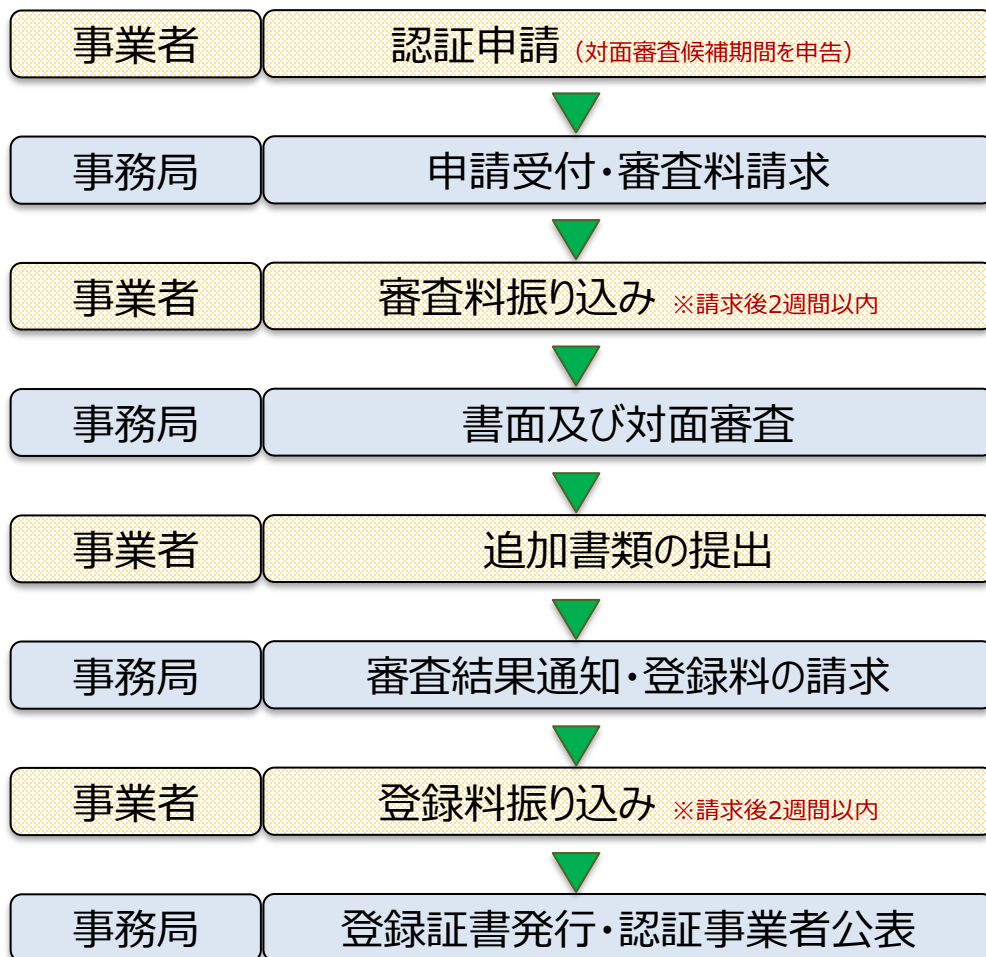 事業者 認証申請（対面審査候補期間を申告）
事務局 申請受付・審査料請求
事業者 審査料振り込み ※請求後2週間以内
事務局 書面及び対面審査
事業者 追加書類の提出
事務局 審査結果通知・登録料の請求
事業者 登録料振り込み ※請求後2週間以内
事務局 登録証書発行・認証事業者公表